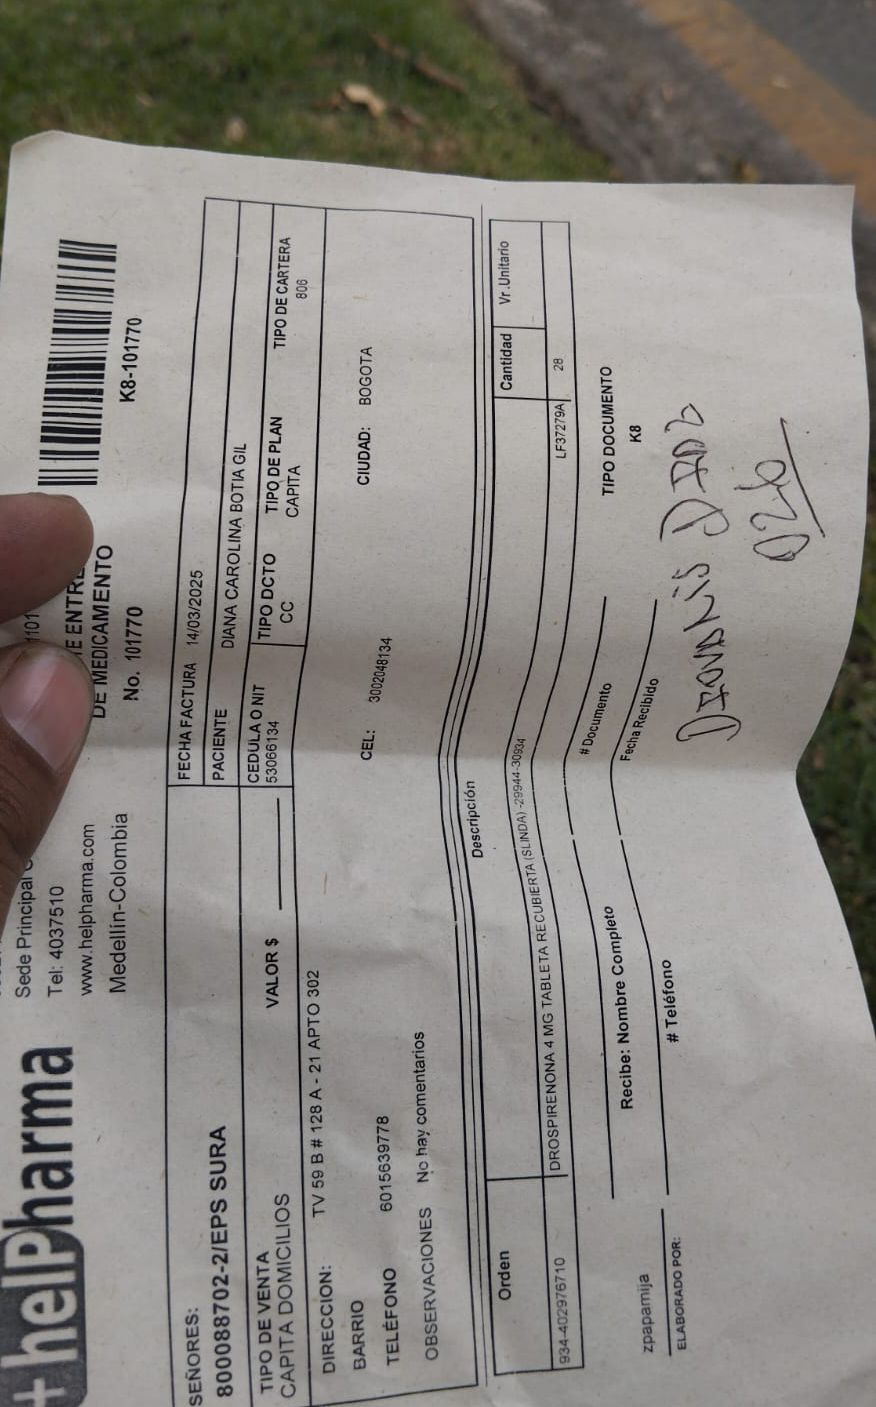 + helPharma
Sede Principal
Tel: 4037510
www.helpharma.com
Medellín-Colombia
1101
DE MEDICAMENTO
No. 101770
K8-101770
SEÑORES:
800088702-2/EPS SURA
FECHA FACTURA 14/03/2025
PACIENTE DIANA CAROLINA BOTIA GIL
TIPO DE VENTA
CAPITA DOMICILIOS
VALOR $
CEDULA O NIT
53066134
TIPO DCTO
CC
TIPO DE PLAN
CAPITA
TIPO DE CARTERA
806
DIRECCION: TV 59 B # 128 A - 21 APTO 302
BARRIO
CEL: 3002048134
CIUDAD: BOGOTA
TELÉFONO 6015639778
OBSERVACIONES No hay comentarios
Orden Descripción Cantidad Vr.Unitario
934-402976710 DROSPIRENONA 4 MG TABLETA RECUBIERTA (SLINDA) -29944-30934 LF37279A 28
Recibe: Nombre Completo # Documento TIPO DOCUMENTO
K8
zpapamija
ELABORADO POR: # Teléfono Fecha Recibido
026